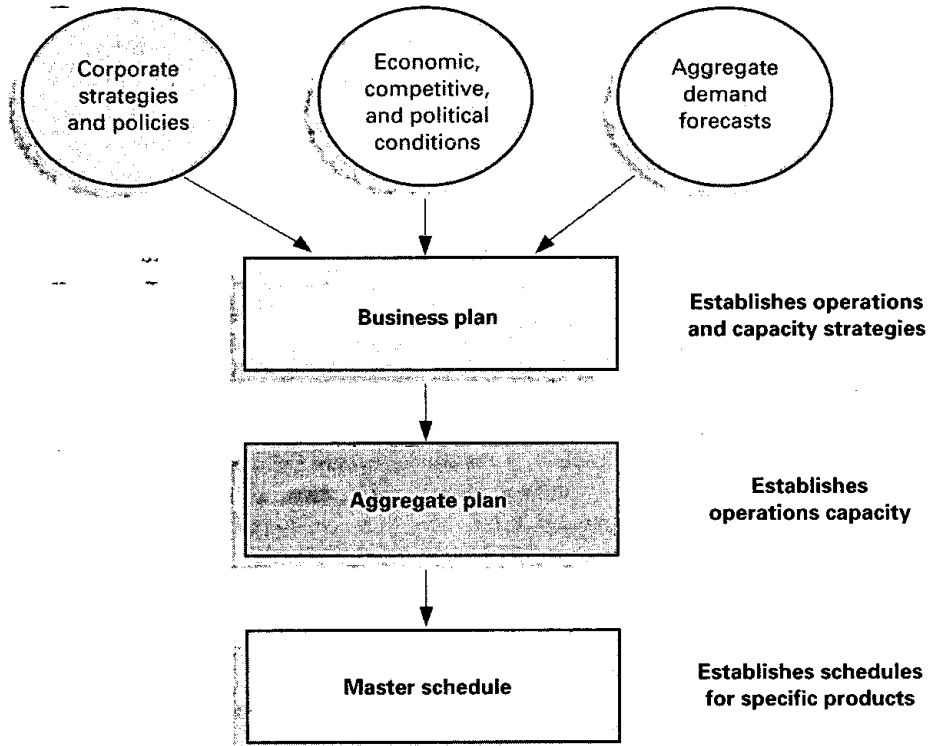 Corporate
strategies
and policies
Economic,
competitive,
and political
conditions
Aggregate
demand
forecasts
Business plan
Establishes operations
and capacity strategies
Aggregate plan
Establishes
operations capacity
Master schedule
Establishes schedules
for specific products